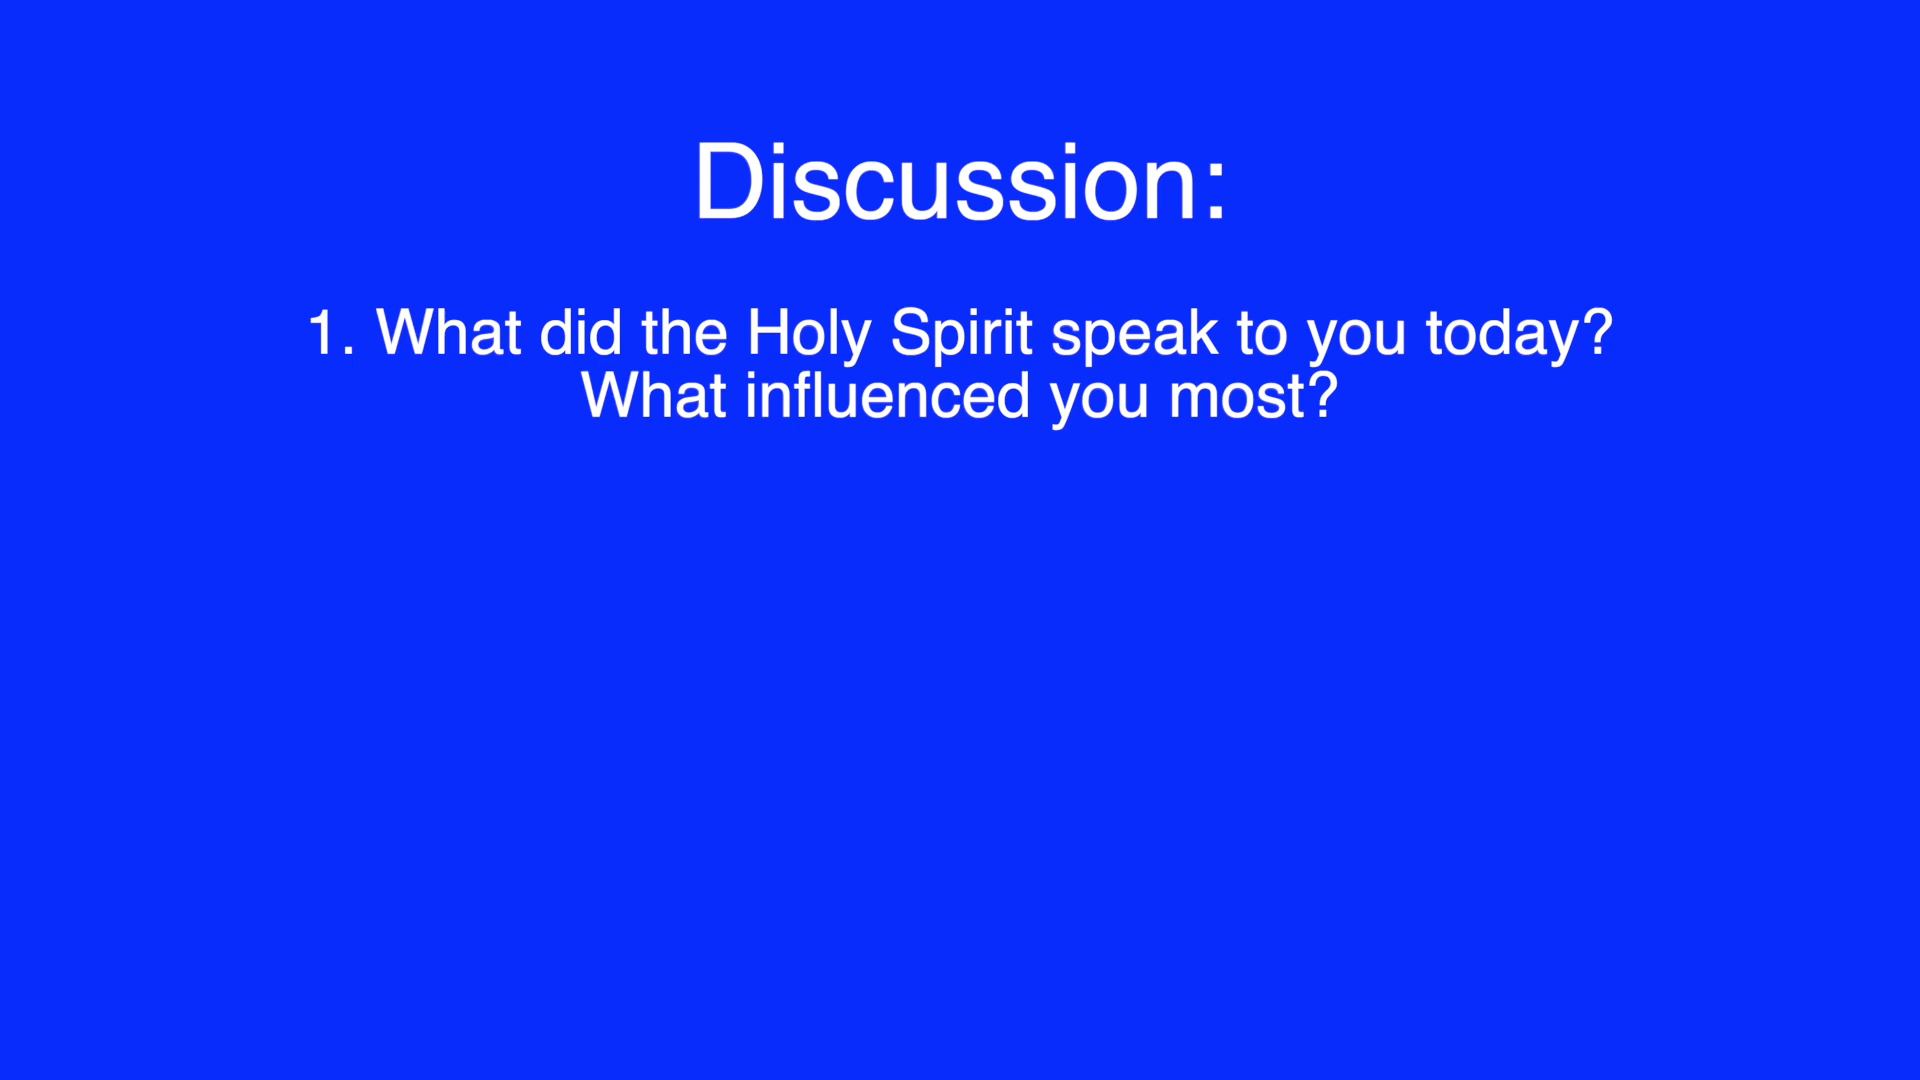 Discussion:
1. What did the Holy Spirit speak to you today?
What influenced you most?